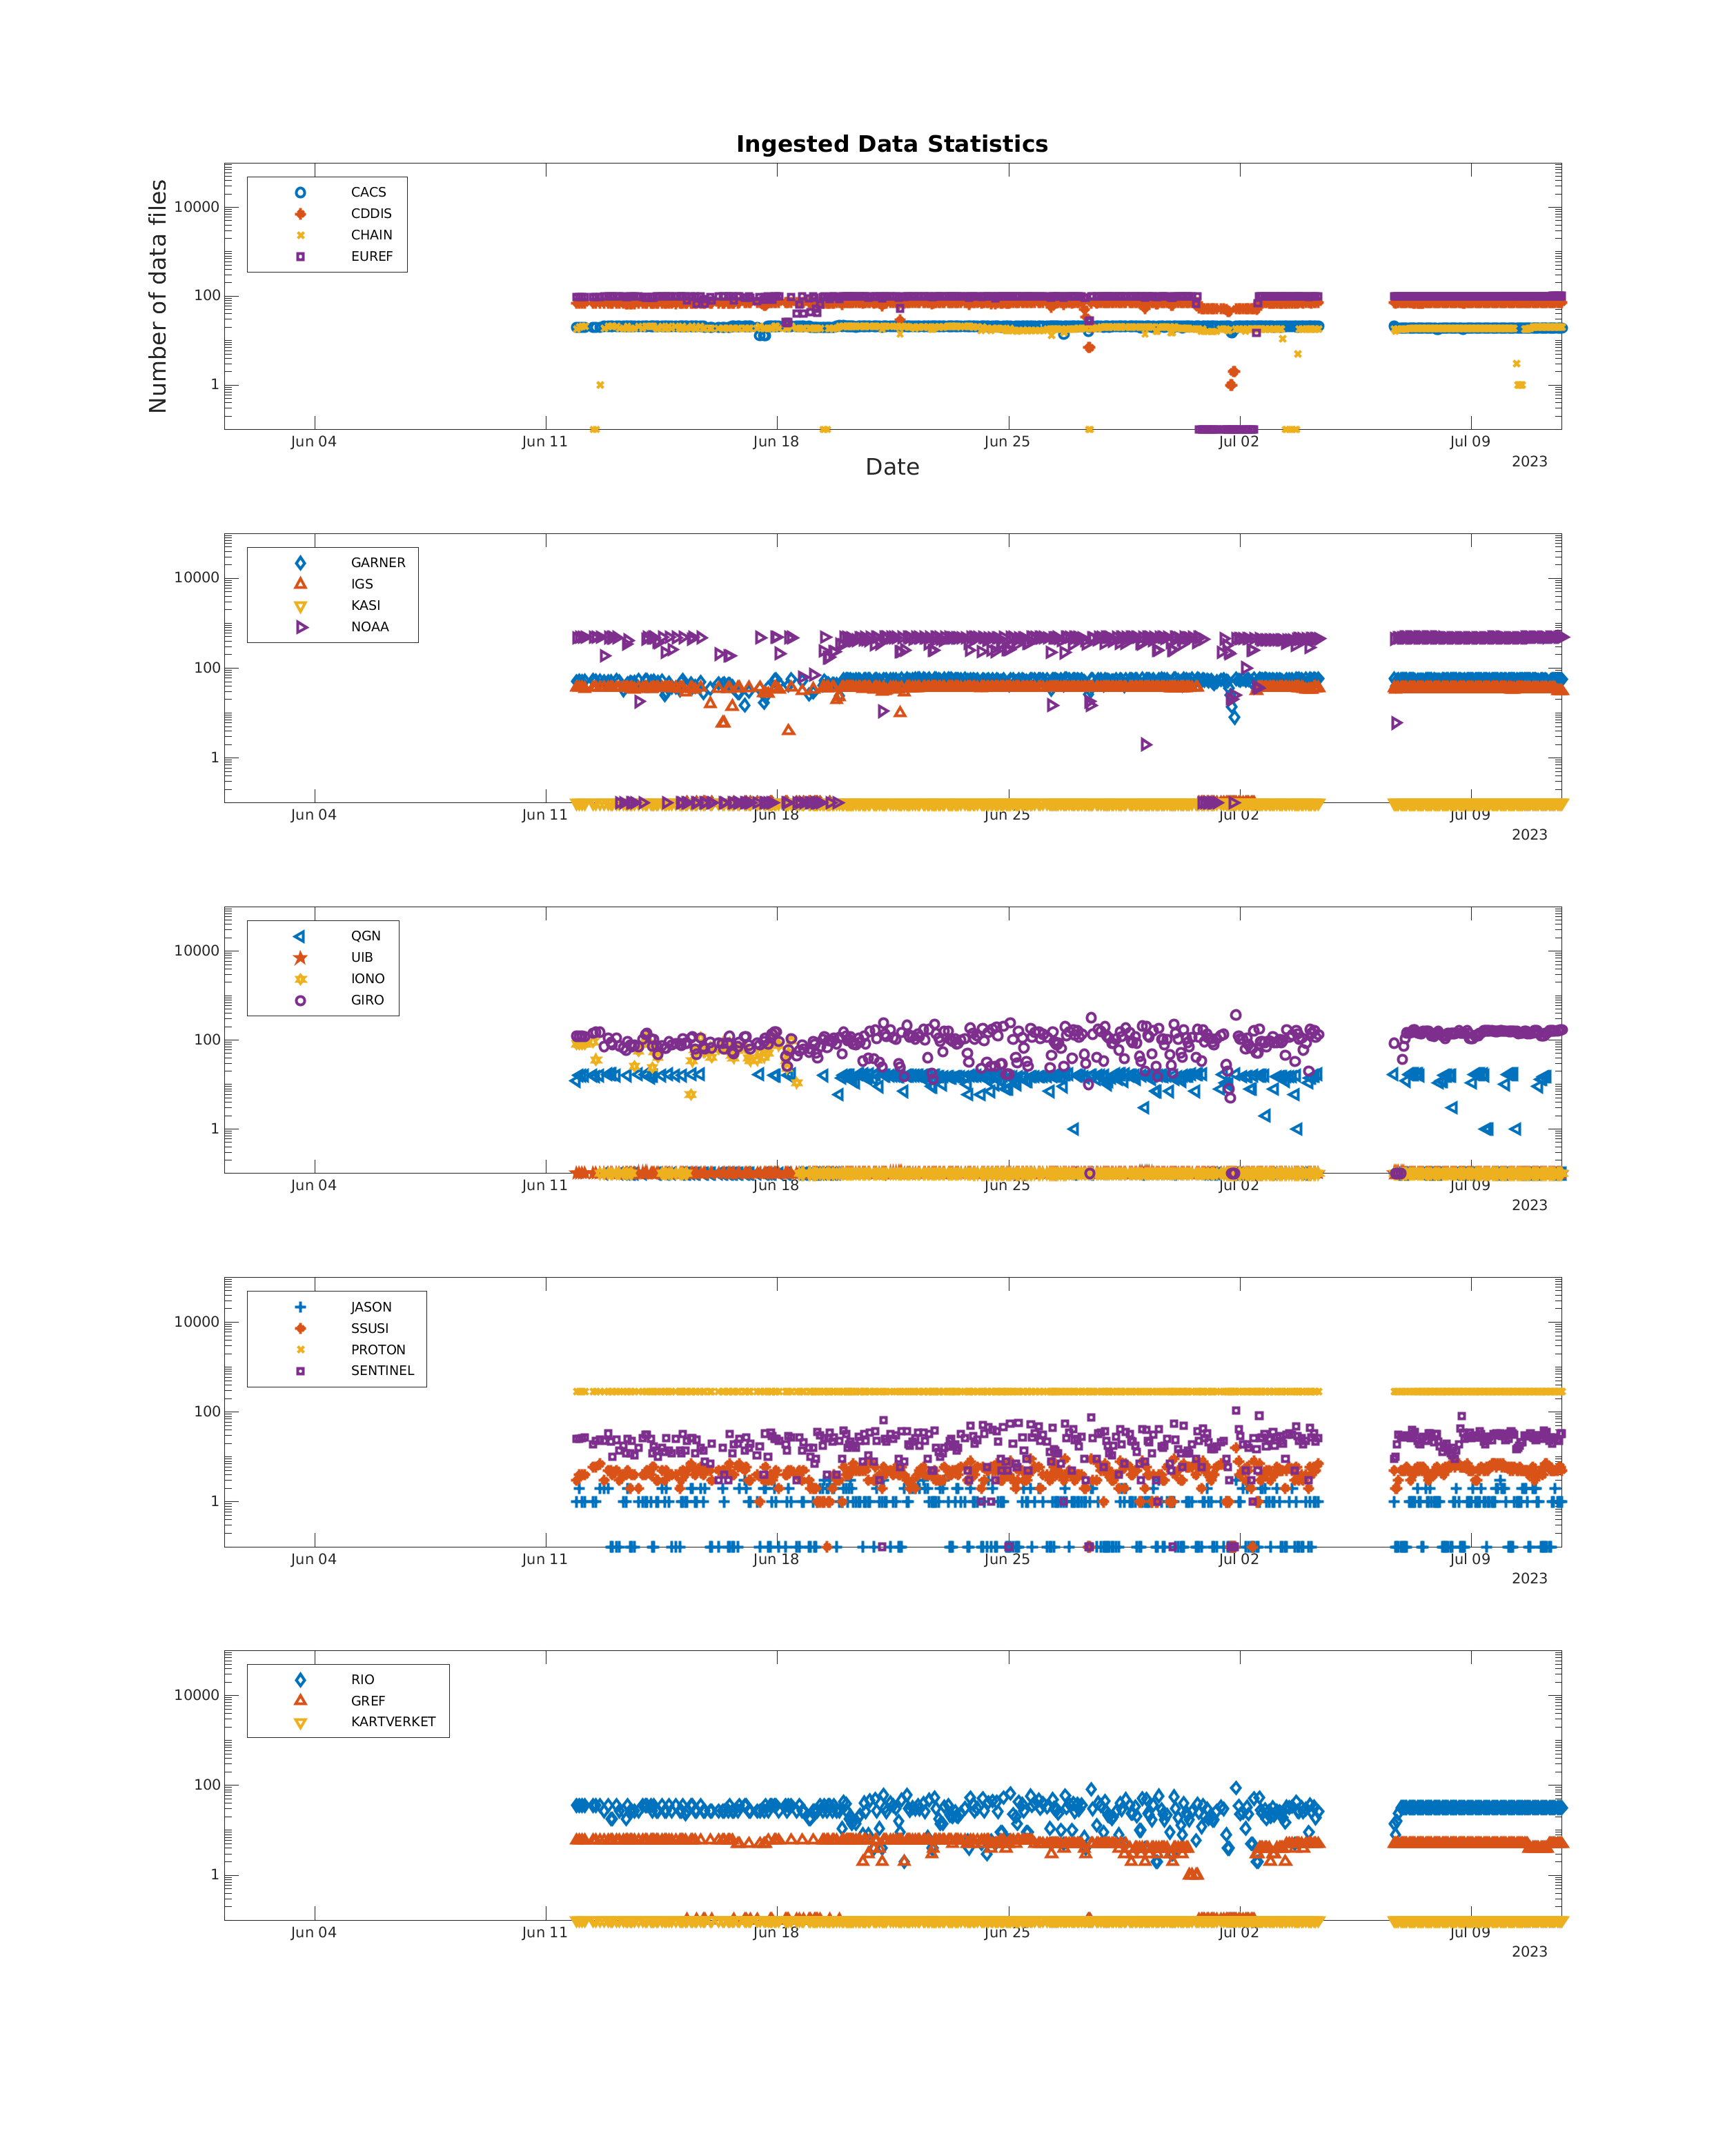 Ingested Data Statistics
Number of data files
10000
100
1
CACS
CDDIS
CHAIN
EUREF
Jun 04 Jun 11 Jun 18 Jun 25 Jul 02 Jul 09
2023
Date
10000
100
1
GARNER
IGS
KASI
NOAA
Jun 04 Jun 11 Jun 18 Jun 25 Jul 02 Jul 09
2023
10000
100
1
QGN
UIB
IONO
GIRO
Jun 04 Jun 11 Jun 18 Jun 25 Jul 02 Jul 09
2023
10000
100
1
JASON
SSUSI
PROTON
SENTINEL
Jun 04 Jun 11 Jun 18 Jun 25 Jul 02 Jul 09
2023
10000
100
1
RIO
GREF
KARTVERKET
Jun 04 Jun 11 Jun 18 Jun 25 Jul 02 Jul 09
2023